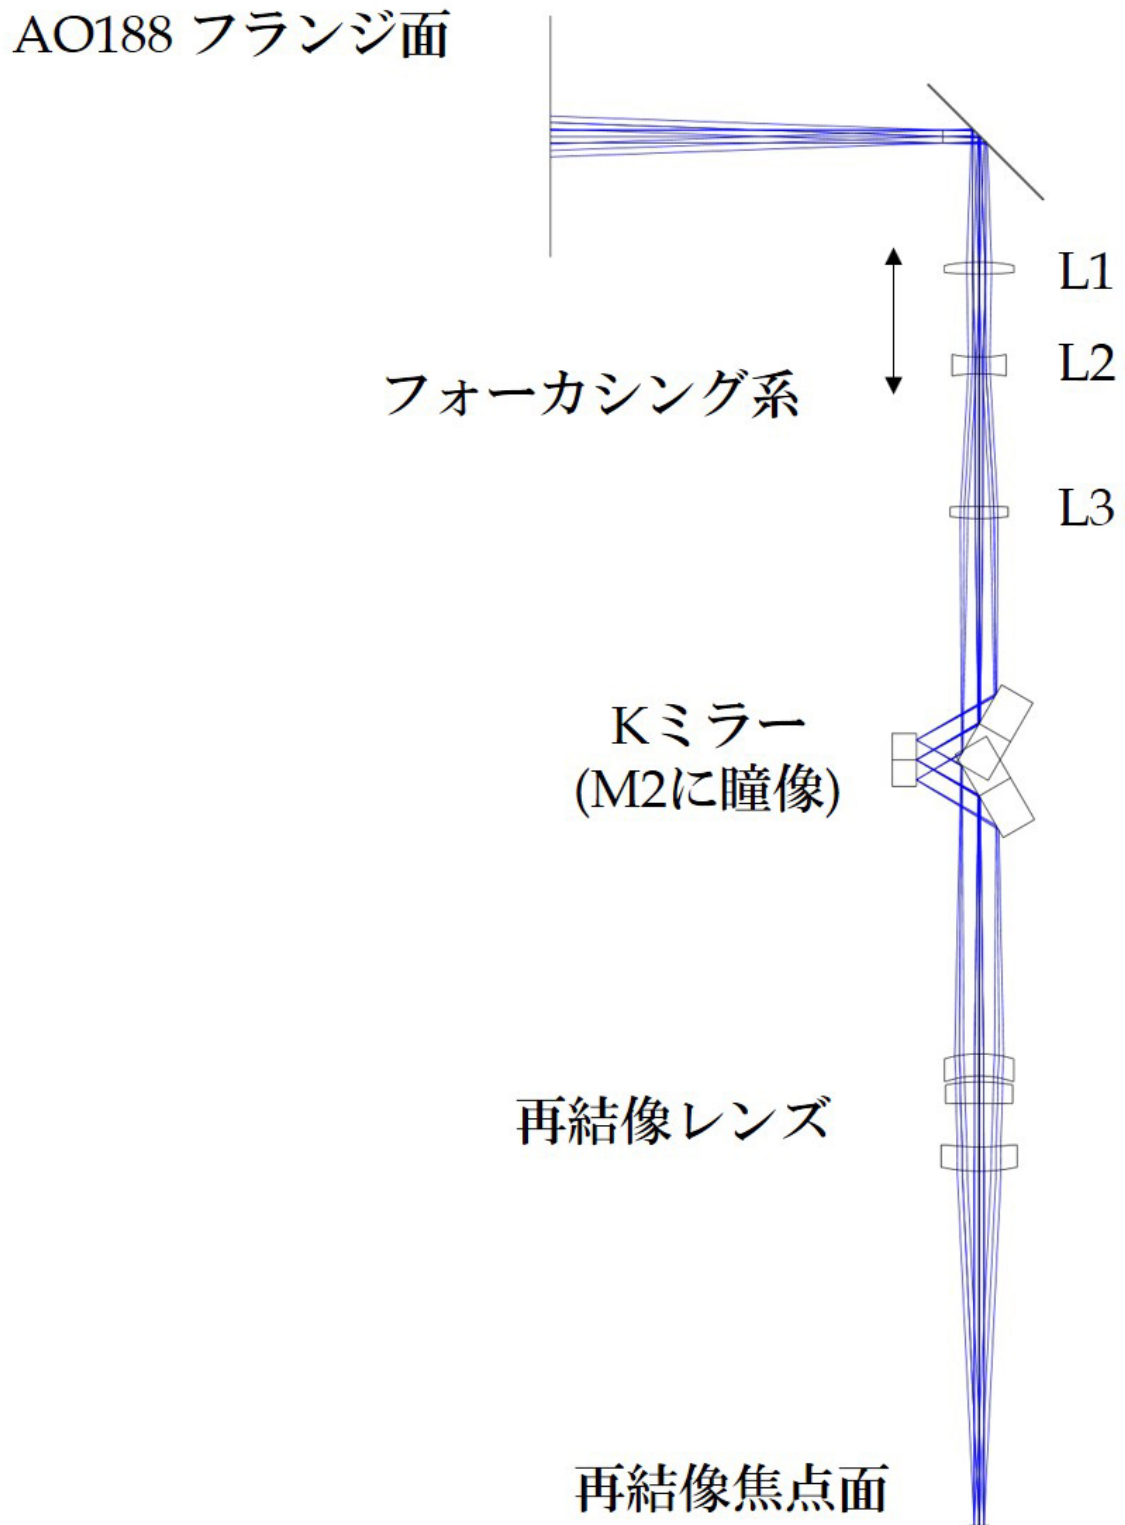 AO188 フランジ面
L1
L2
フォーカシング系
L3
Kミラー
(M2に瞳像)
再結像レンズ
再結像焦点面